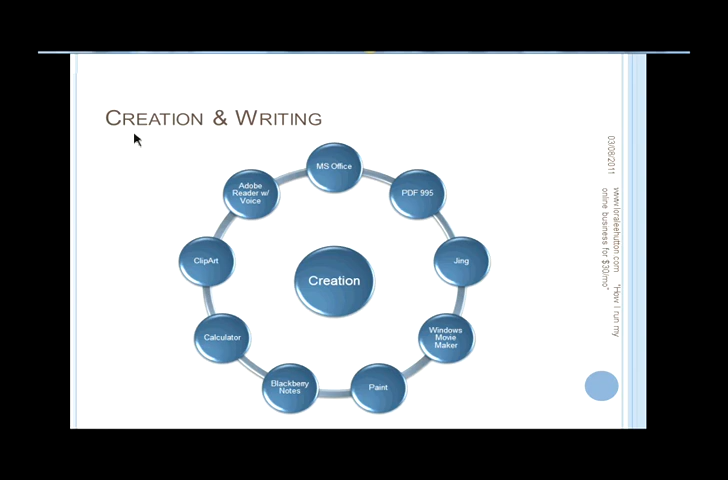 CREATION & WRITING
MS Office
PDF 995
Jing
Windows
Movie
Maker
Paint
Blackberry
Notes
Calculator
ClipArt
Adobe
Reader w/
Voice
Creation
03/08/2011
www.loraleehutton.com "How I run my
online business for $30/mo"